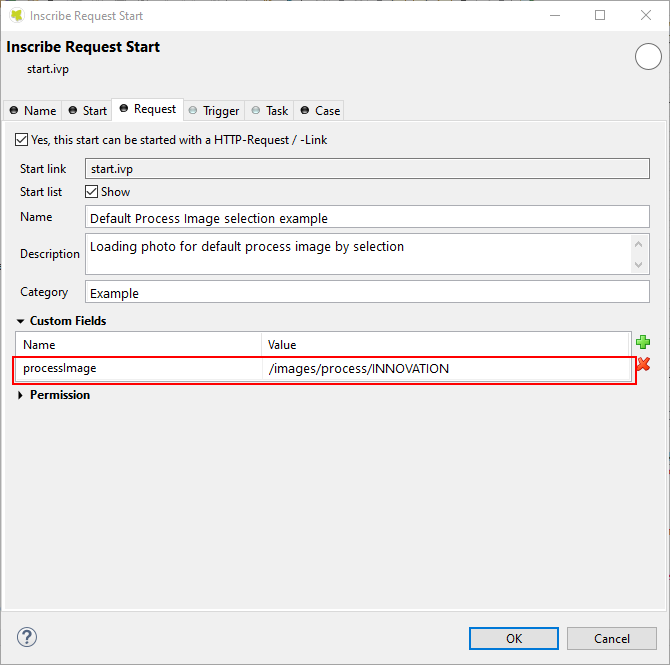 Inscribe Request Start
Inscribe Request Start
start.ivp
Name Start Request Trigger Task Case
Yes, this start can be started with a HTTP-Request / -Link
Start link start.ivp
Start list Show
Name Default Process Image selection example
Description Loading photo for default process image by selection
Category Example
Custom Fields
Name Value
processImage /images/process/INNOVATION
Permission
?
OK Cancel